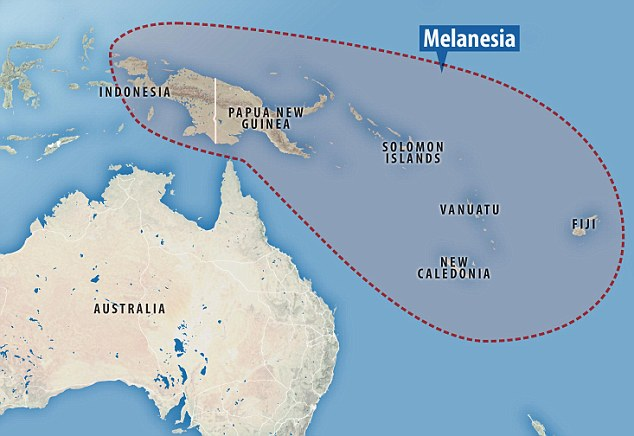 Melanesia
INDONESIA
PAPUA NEW
GUINEA
SOLOMON
ISLANDS
VANUATU
FIJI
NEW
CALEDONIA
AUSTRALIA